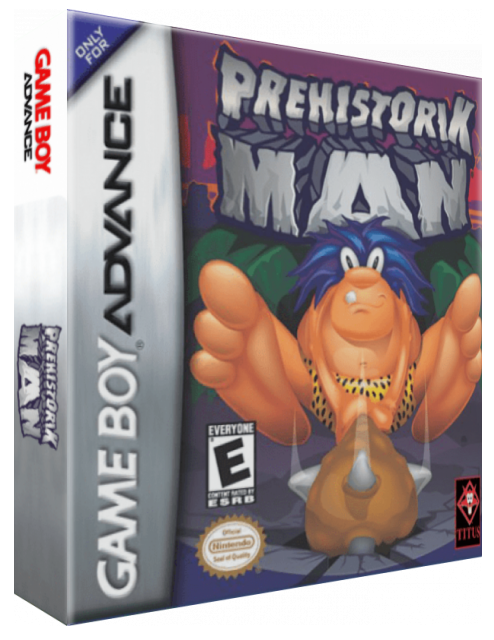 GAME BOY
ADVANCE
PREHISTORIK
MAN
ONLY
FOR
GAME BOY ADVANCE
®
PREHISTORIK
MAN
EVERYONE
E
CONTENT RATED BY
ESRB
Official
Nintendo
Seal of Quality
TITUS